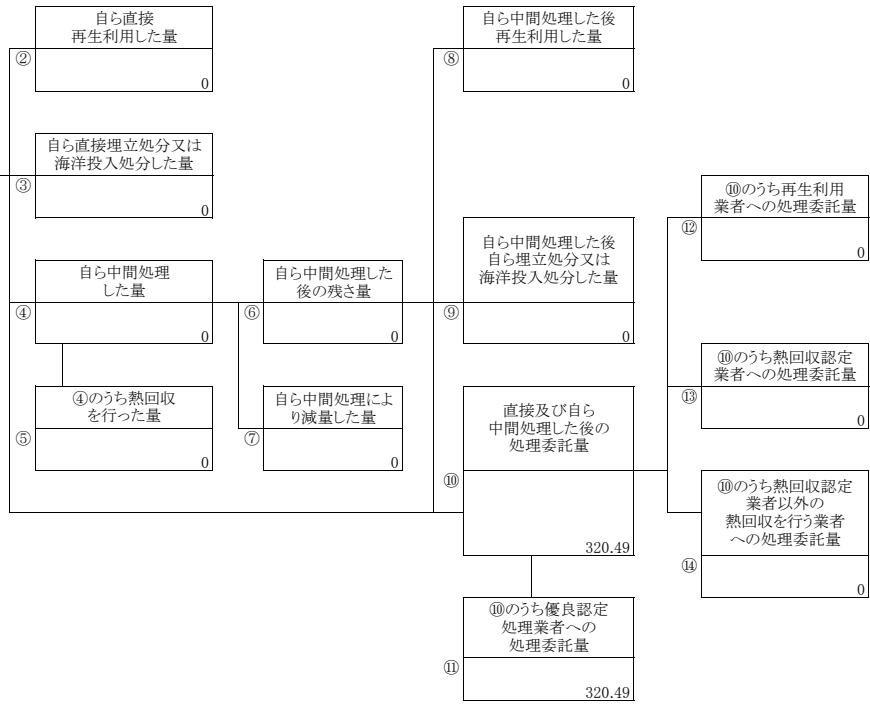 自ら直接
再生利用した量
②
0
自ら直接埋立処分又は
海洋投入処分した量
③
0
自ら中間処理
した量
④
0
④のうち熱回収
を行った量
⑤
0
自ら中間処理した
後の残さ量
⑥
0
自ら中間処理によ
り減量した量
⑦
0
自ら中間処理した後
再生利用した量
⑧
0
自ら中間処理した後
自ら埋立処分又は
海洋投入処分した量
⑨
0
直接及び自ら
中間処理した後の
処理委託量
⑩
320.49
⑩のうち優良認定
処理業者への
処理委託量
⑪
320.49
⑩のうち再生利用
業者への処理委託量
⑫
0
⑩のうち熱回収認定
業者への処理委託量
⑬
0
⑩のうち熱回収認定
業者以外の
熱回収を行う業者
への処理委託量
⑭
0